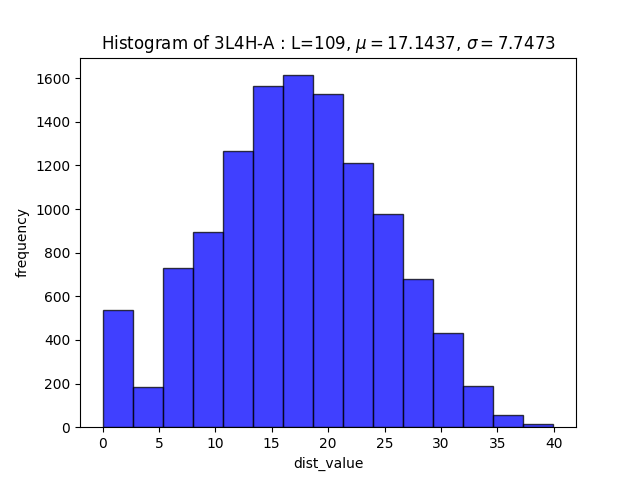 Histogram of 3L4H-A : L=109, μ = 17.1437, σ = 7.7473
1600
1400
1200
1000
800
600
400
200
0
frequency
0 5 10 15 20 25 30 35 40
dist_value